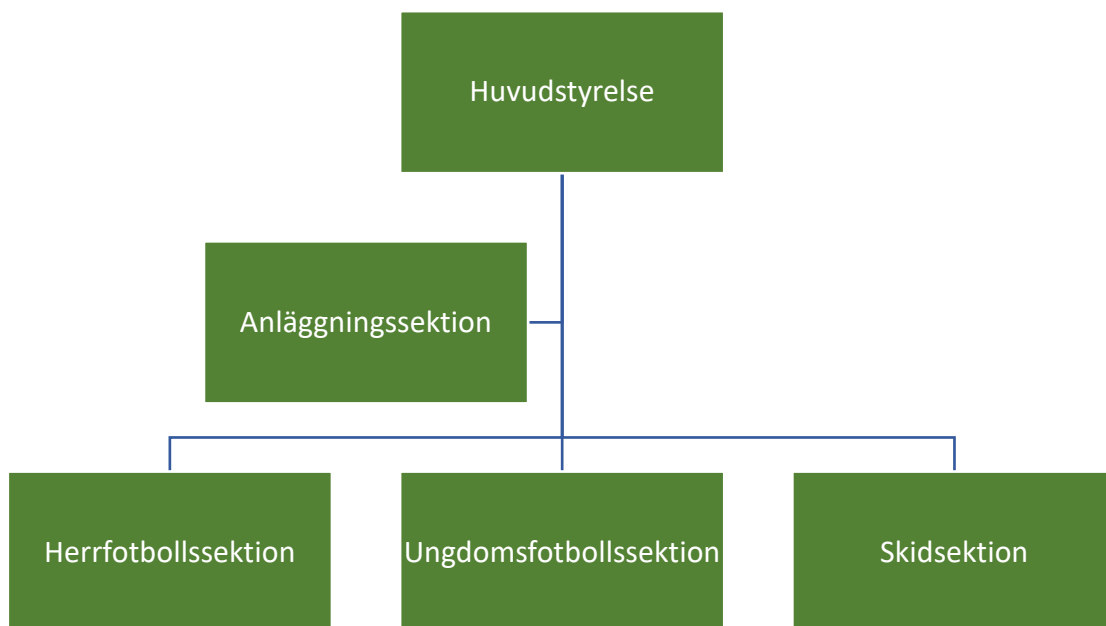 Huvudstyrelse
Anläggningssektion
Herrfotbollssektion
Ungdomsfotbollssektion
Skidsektion